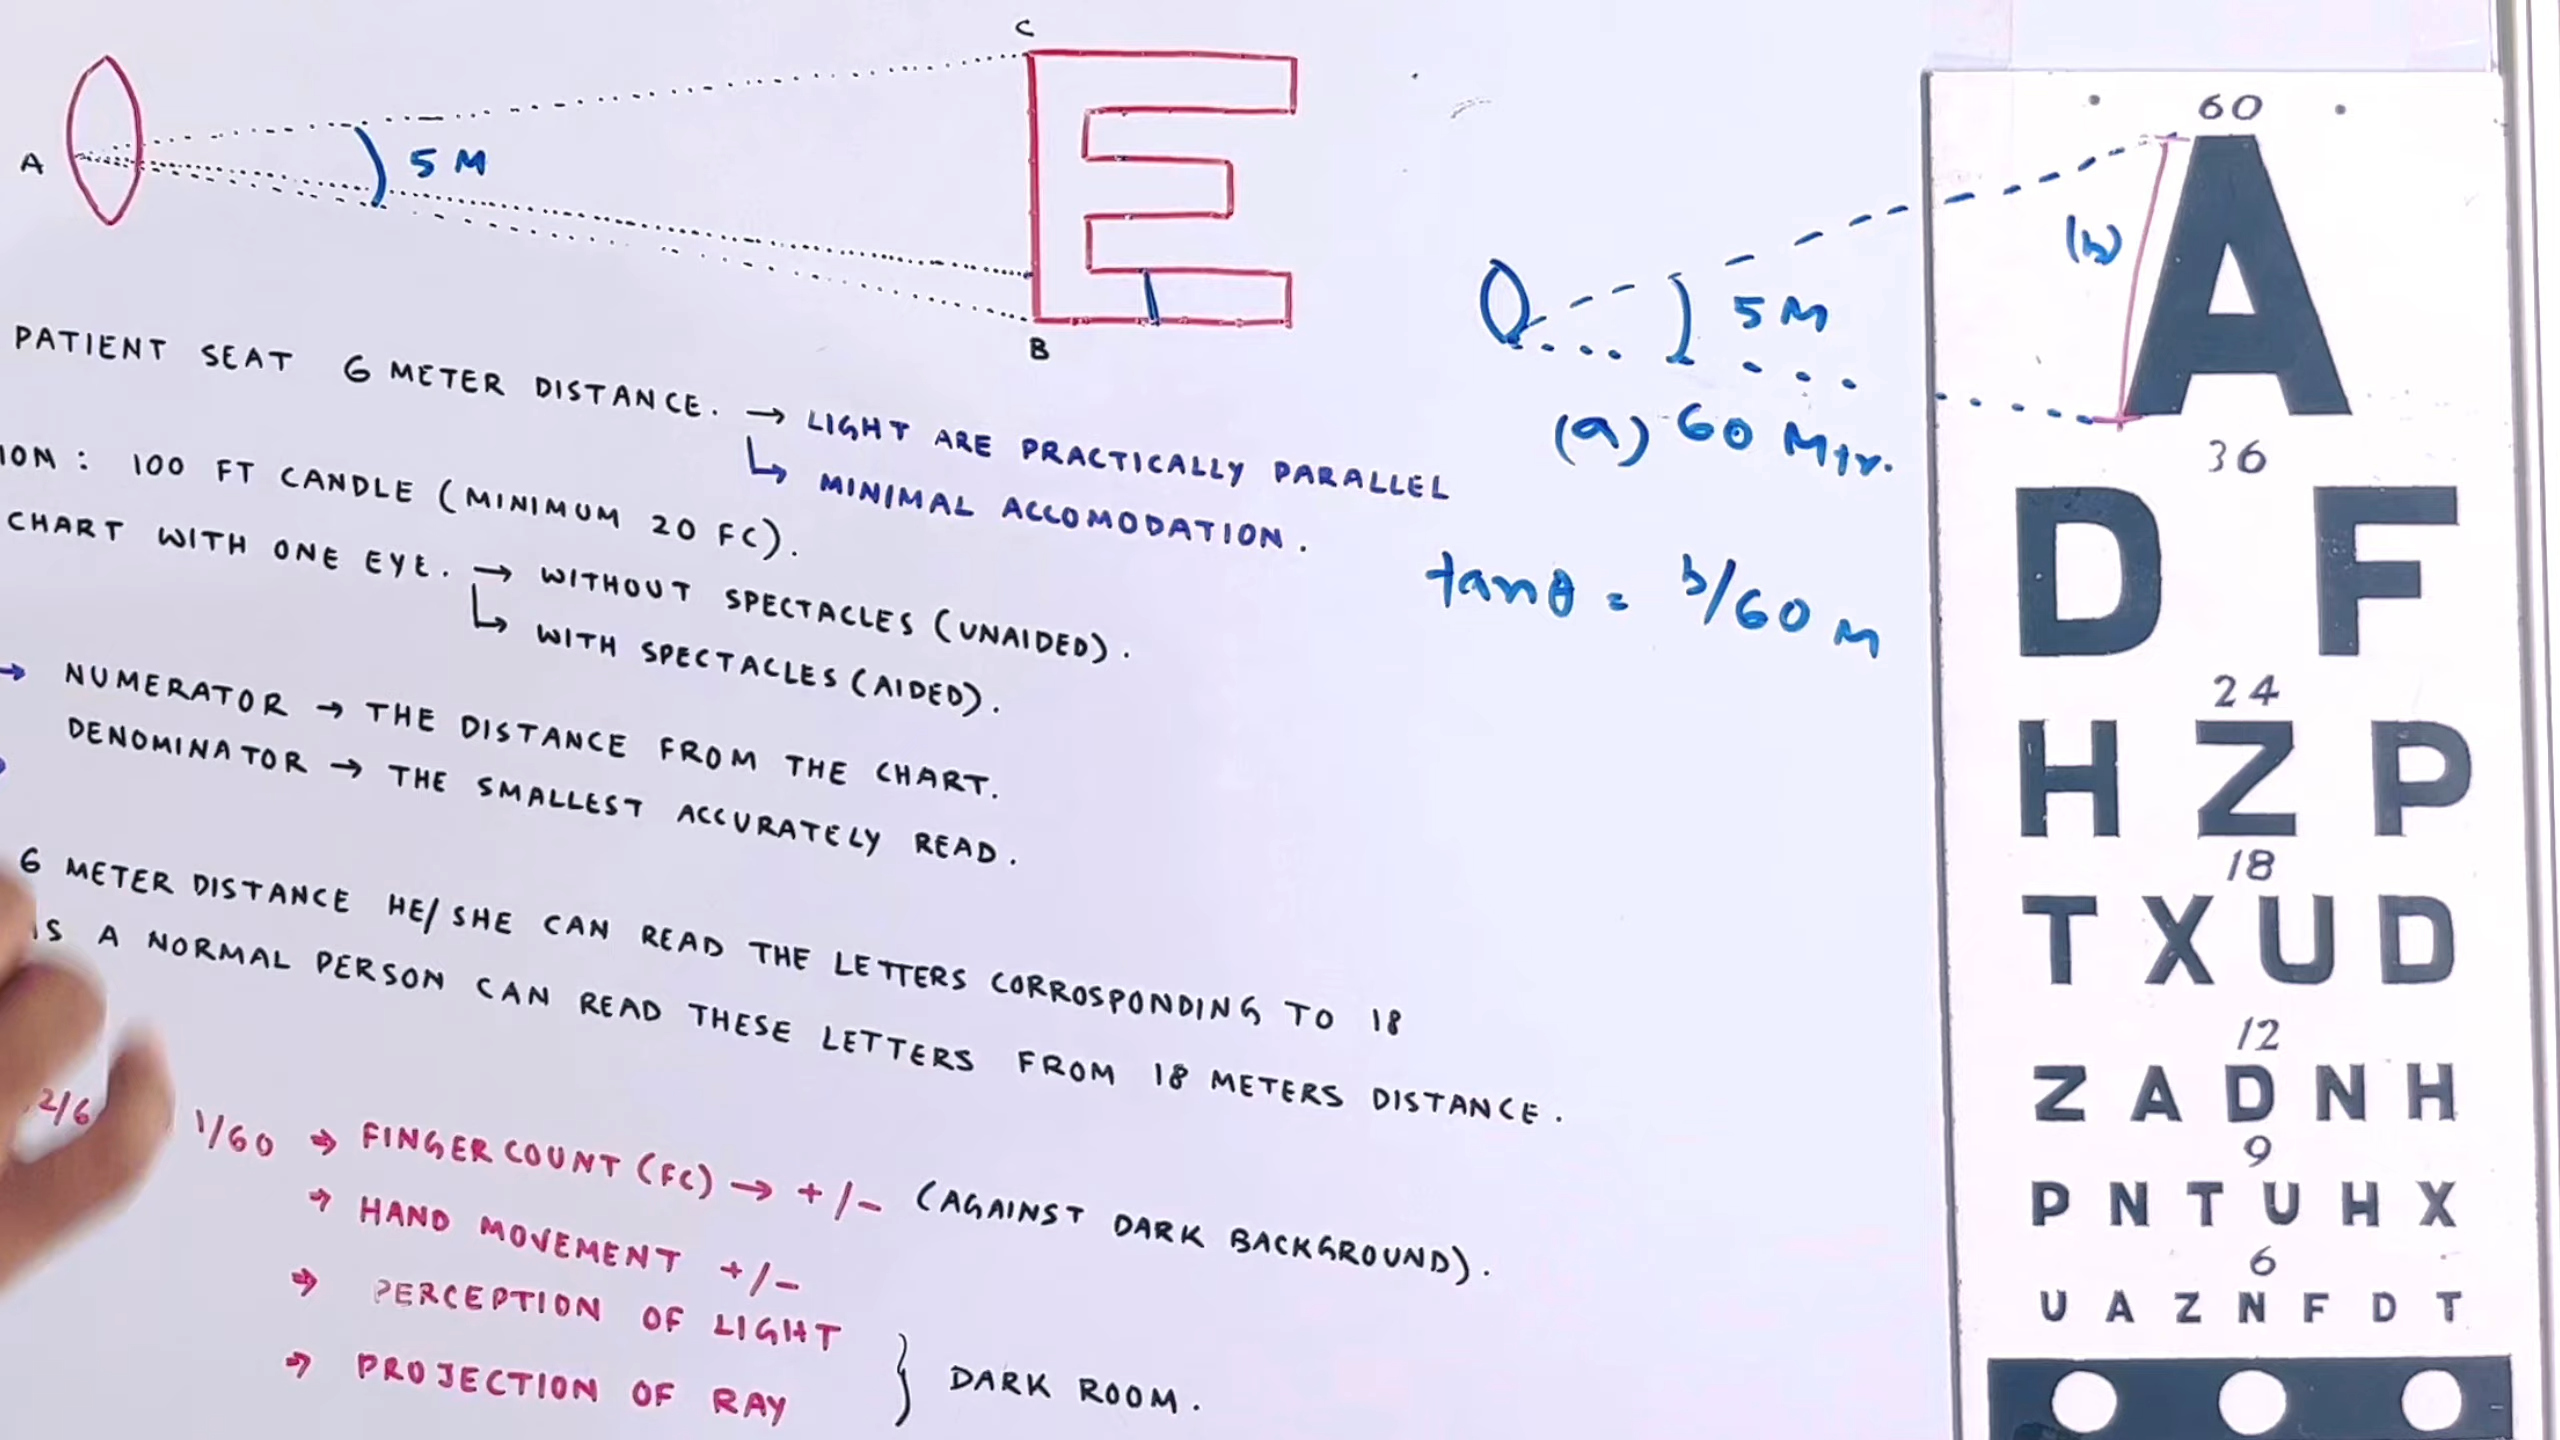 C
A
5 M
B
PATIENT SEAT 6 METER DISTANCE. → LIGHT ARE PRACTICALLY PARALLEL
↳ MINIMAL ACCOMODATION.
ION : 100 FT CANDLE (MINIMUM 20 FC).
CHART WITH ONE EYE. → WITHOUT SPECTACLES (UNAIDED).
↳ WITH SPECTACLES (AIDED).
→ NUMERATOR → THE DISTANCE FROM THE CHART.
DENOMINATOR → THE SMALLEST ACCURATELY READ.
6 METER DISTANCE HE/SHE CAN READ THE LETTERS CORROSPONDING TO 18
IS A NORMAL PERSON CAN READ THESE LETTERS FROM 18 METERS DISTANCE.
2/6 1/60 → FINGER COUNT (FC) → +/- (AGAINST DARK BACKGROUND).
→ HAND MOVEMENT +/-
→ PERCEPTION OF LIGHT
→ PROJECTION OF RAY } DARK ROOM.
5 M
(a) 60 Mtr.
tanθ = b/60 M
(b)
60
A
36
D F
24
H Z P
18
T X U D
12
Z A D N H
9
P N T U H X
6
U A Z N F D T